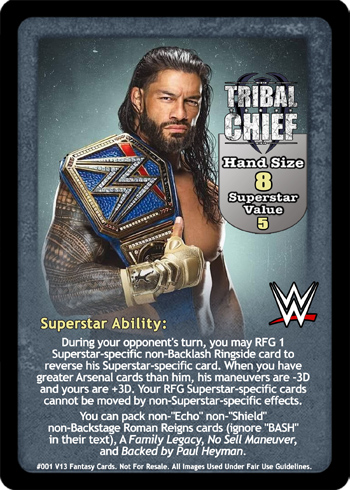 TRIBAL
CHIEF
Hand Size
8
Superstar
Value
5
Superstar Ability:
During your opponent's turn, you may RFG 1
Superstar-specific non-Backlash Ringside card to
reverse his Superstar-specific card. When you have
greater Arsenal cards than him, his maneuvers are -3D
and yours are +3D. Your RFG Superstar-specific cards
cannot be moved by non-Superstar-specific effects.
You can pack non-"Echo" non-"Shield"
non-Backstage Roman Reigns cards (ignore "BASH"
in their text), A Family Legacy, No Sell Maneuver,
and Backed by Paul Heyman.
#001 V13 Fantasy Cards. Not For Resale. All Images Used Under Fair Use Guidelines.